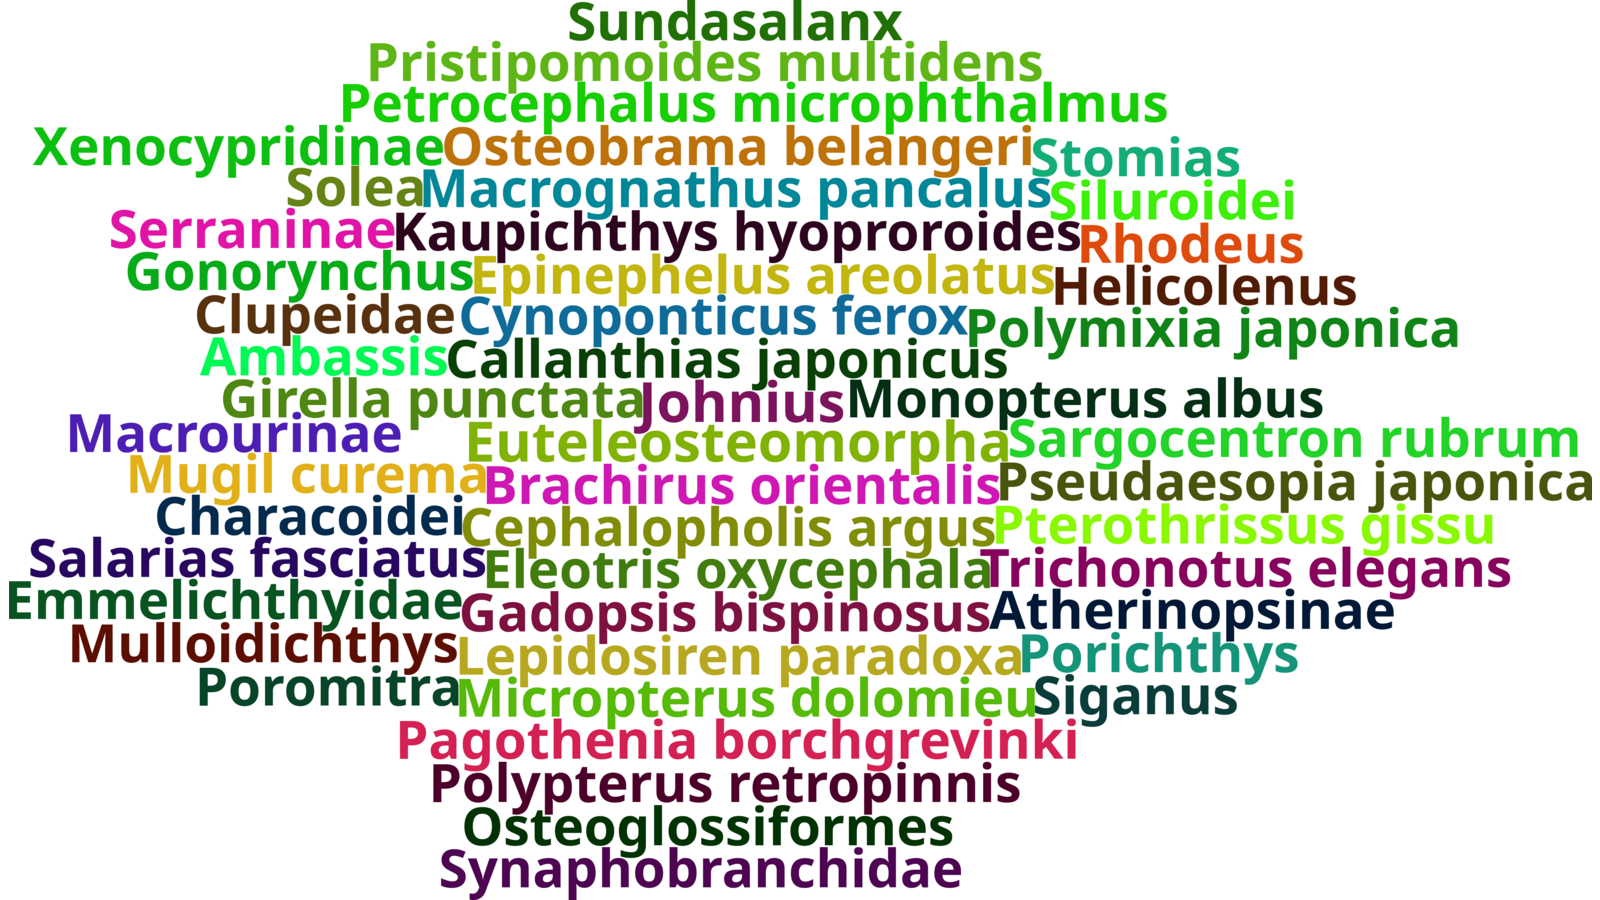 Sundasalanx
Pristipomoides multidens
Petrocephalus microphthalmus
Xenocypridinae Osteobrama belangeri Stomias
Solea Macrognathus pancalus Siluroidei
Serraninae Kaupichthys hyoproroides Rhodeus
Gonorynchus Epinephelus areolatus Helicolenus
Clupeidae Cynoponticus ferox Polymixia japonica
Ambassis Callanthias japonicus
Girella punctata Johnius Monopterus albus
Macrourinae Euteleosteomorpha Sargocentron rubrum
Mugil curema Brachirus orientalis Pseudaesopia japonica
Characoidei Cephalopholis argus Pterothrissus gissu
Salarias fasciatus Eleotris oxycephala Trichonotus elegans
Emmelichthyidae Gadopsis bispinosus Atherinopsinae
Mulloidichthys Lepidosiren paradoxa Porichthys
Poromitra Micropterus dolomieu Siganus
Pagothenia borchgrevinki
Polypterus retropinnis
Osteoglossiformes
Synaphobranchidae